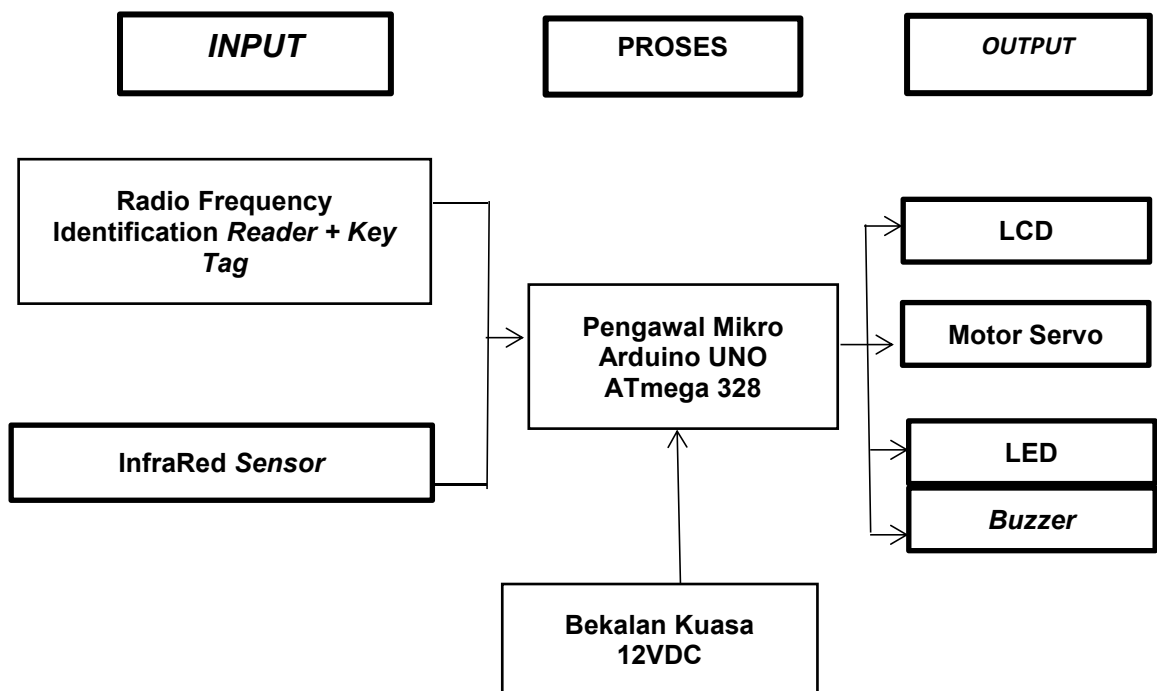 INPUT
PROSES
OUTPUT
Radio Frequency
Identification Reader + Key
Tag
InfraRed Sensor
Pengawal Mikro
Arduino UNO
ATmega 328
Bekalan Kuasa
12VDC
LCD
Motor Servo
LED
Buzzer